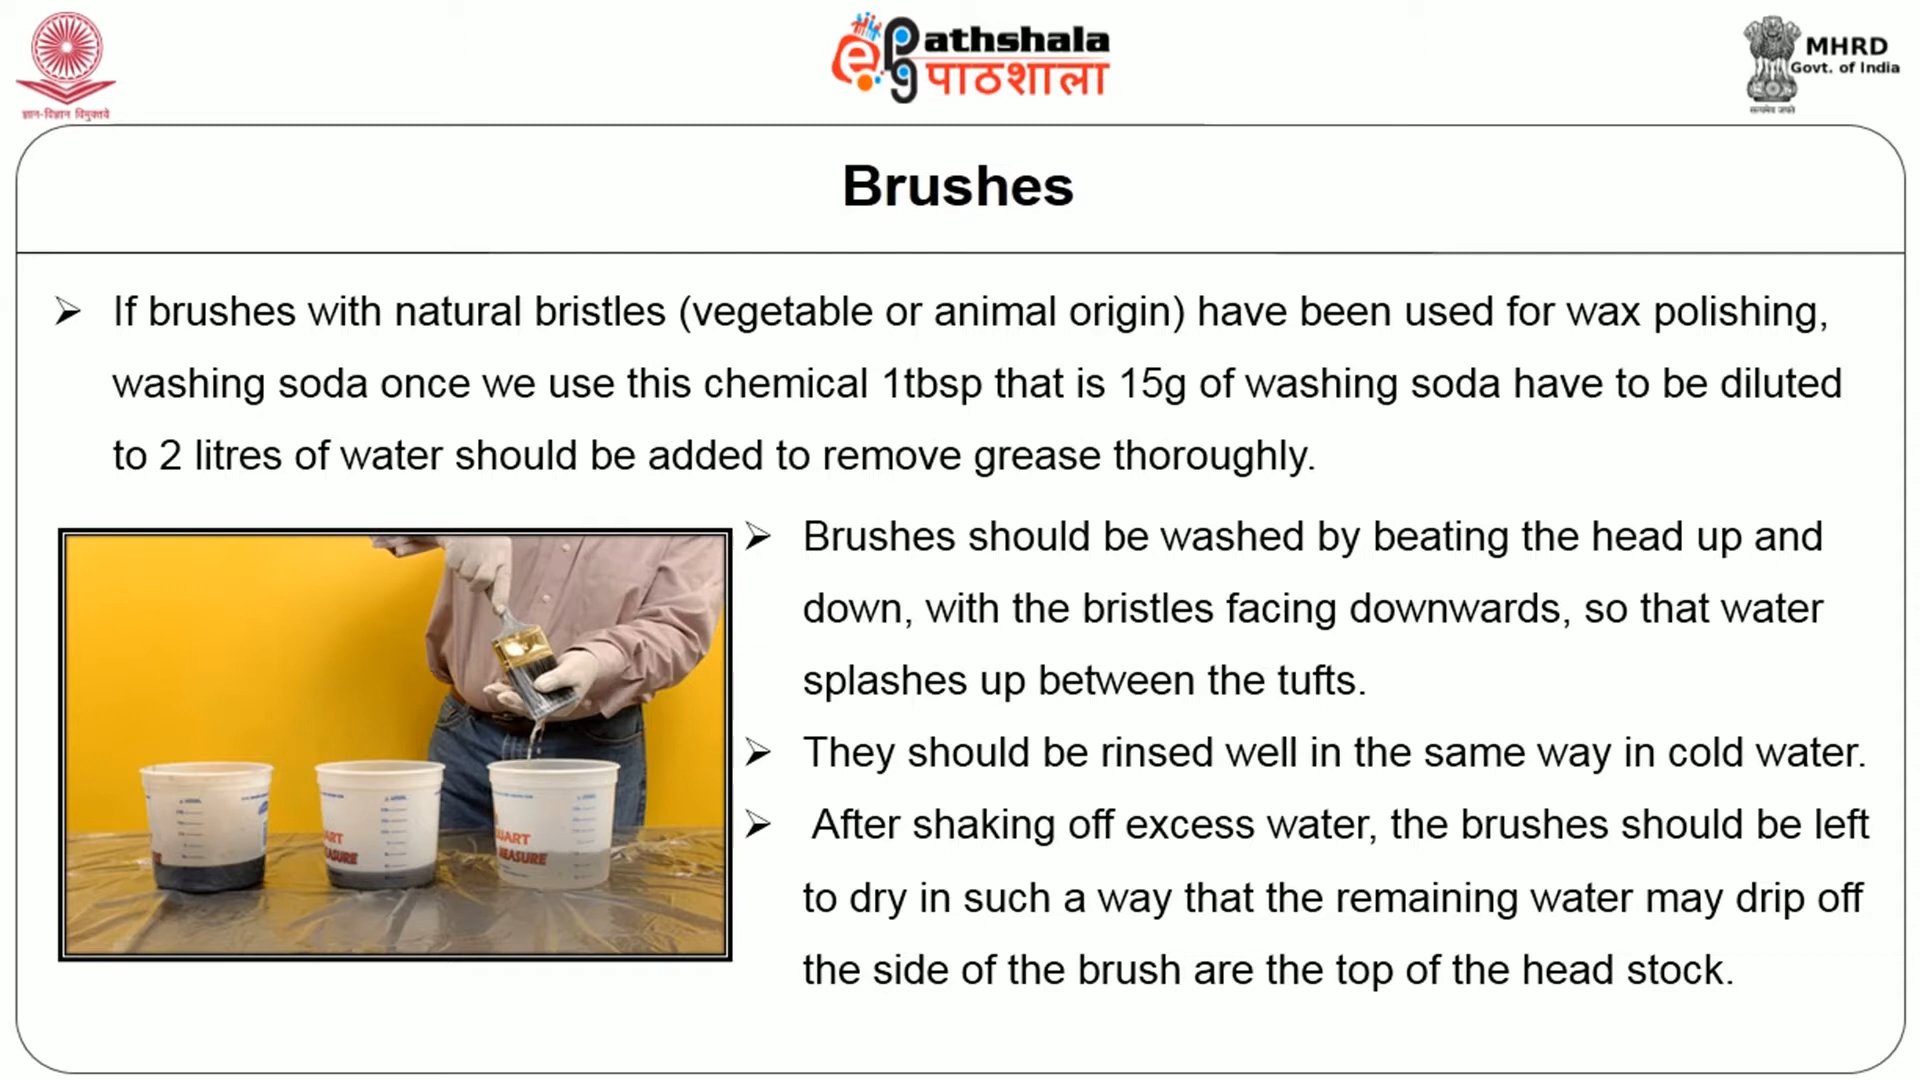 ज्ञान-विज्ञान विमुक्तये
Pathshala
पाठशाला
MHRD
Govt. of India
सत्यमेव जयते
Brushes
➢ If brushes with natural bristles (vegetable or animal origin) have been used for wax polishing,
washing soda once we use this chemical 1tbsp that is 15g of washing soda have to be diluted
to 2 litres of water should be added to remove grease thoroughly.
➢ Brushes should be washed by beating the head up and
down, with the bristles facing downwards, so that water
splashes up between the tufts.
➢ They should be rinsed well in the same way in cold water.
➢ After shaking off excess water, the brushes should be left
to dry in such a way that the remaining water may drip off
the side of the brush are the top of the head stock.